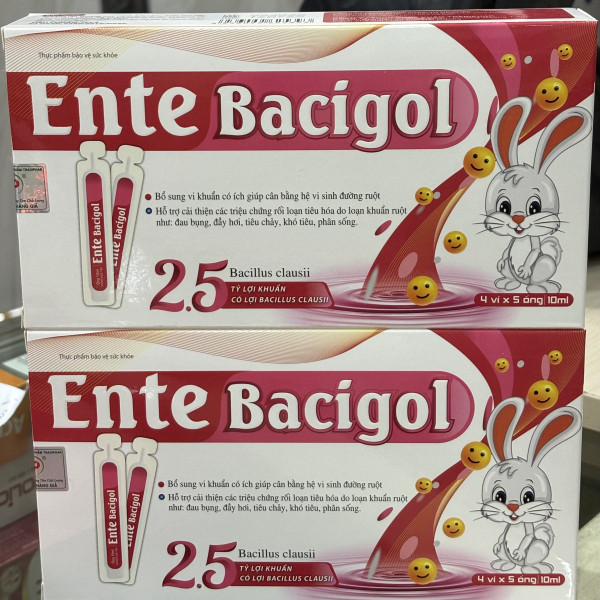 Thực phẩm bảo vệ sức khỏe
Ente Bacigol
Ente Bacigol
Ente Bacigol
HÀNG GIẢ
Bổ sung vi khuẩn có ích giúp cân bằng hệ vi sinh đường ruột
Hỗ trợ cải thiện các triệu chứng rối loạn tiêu hóa do loạn khuẩn ruột
như: đau bụng, đầy hơi, tiêu chảy, khó tiêu, phân sống.
Bacillus clausii
2.5 TỶ LỢI KHUẨN
CÓ LỢI BACILLUS CLAUSII
4 vỉ x 5 ống 10ml
Thực phẩm bảo vệ sức khỏe
Ente Bacigol
Ente Bacigol
Bacigol
HÀNG GIẢ
Bổ sung vi khuẩn có ích giúp cân bằng hệ vi sinh đường ruột
Hỗ trợ cải thiện các triệu chứng rối loạn tiêu hóa do loạn khuẩn ruột
như: đau bụng, đầy hơi, tiêu chảy, khó tiêu, phân sống.
Bacillus clausii
2.5 TỶ LỢI KHUẨN
CÓ LỢI BACILLUS CLAUSII
4 vỉ x 5 ống 10ml